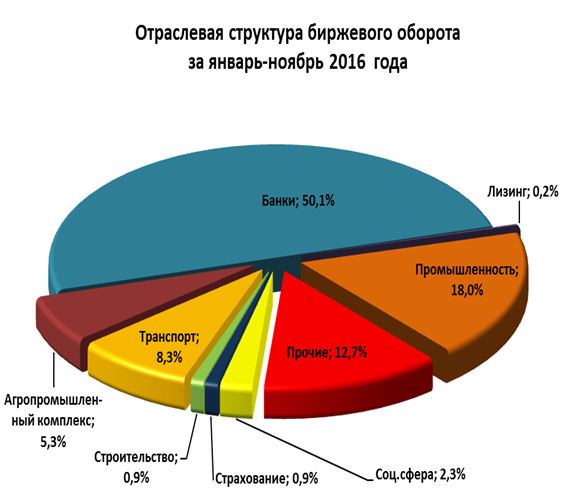 Отраслевая структура биржевого оборота
за январь-ноябрь 2016 года
Банки; 50,1%
Лизинг; 0,2%
Промышленность;
18,0%
Прочие; 12,7%
Соц.сфера; 2,3%
Страхование; 0,9%
Строительство;
0,9%
Транспорт;
8,3%
Агропромышлен-
ный комплекс;
5,3%